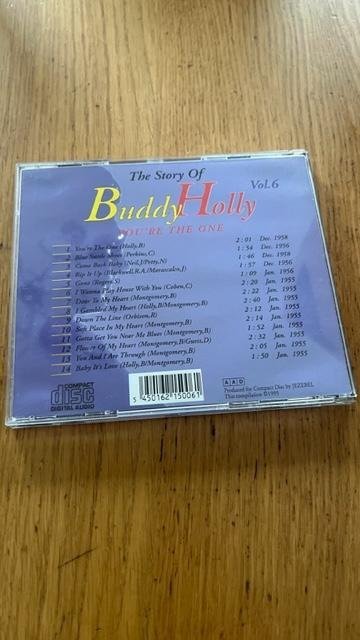 The Story Of
Vol.6
Buddy Holly
YOU'RE THE ONE
1 You're The One (Holly,B) 2 : 01 Dec. 1958
2 Blue Suede Shoes (Perkins,C) 1 : 54 Dec. 1956
3 Come Back Baby (Neil,F/Petty,N) 1 : 46 Dec. 1958
4 Rip It Up (Blackwell,R.A/Marascalco,J) 1 : 57 Dec. 1956
5 Gone (Rogers,S) 1 : 09 Jan. 1956
6 I Wanna Play House With You (Cohen,C) 2 : 20 Jan. 1955
7 Door To My Heart (Montgomery,B) 2 : 22 Jan. 1955
8 I Gambled My Heart (Holly,B/Montgomery,B) 2 : 40 Jan. 1955
9 Down The Line (Orbison,R) 2 : 12 Jan. 1955
10 Soft Place In My Heart (Montgomery,B) 2 : 14 Jan. 1955
11 Gotta Get You Near Me Blues (Montgomery,B) 1 : 52 Jan. 1955
12 Flower Of My Heart (Montgomery,B/Guess,D) 2 : 32 Jan. 1955
13 You And I Are Through (Montgomery,B) 2 : 05 Jan. 1955
14 Baby It's Love (Holly,B/Montgomery,B) 1 : 50 Jan. 1955
COMPACT
disc
DIGITAL AUDIO
5 450162 150061
AAD
Produced for Compact Disc by JEZEBEL
This compilation ©1995